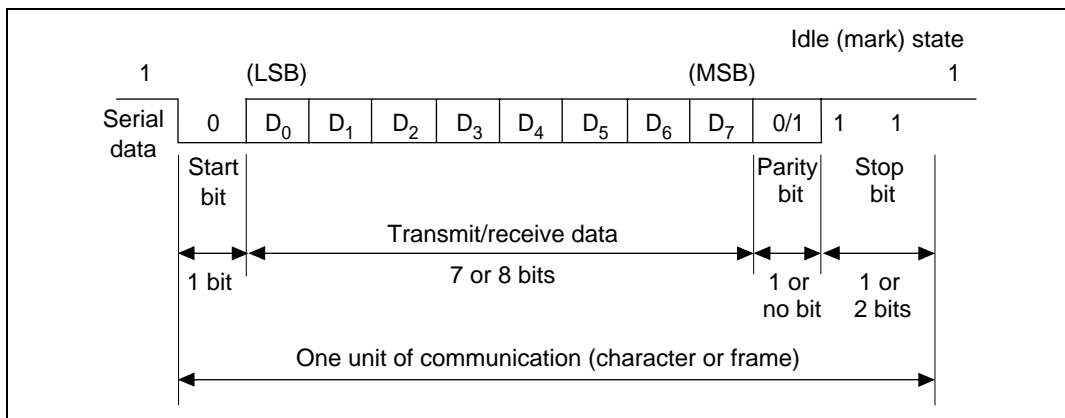 Idle (mark) state
1 (LSB) (MSB) 1
Serial data
0 D0 D1 D2 D3 D4 D5 D6 D7 0/1 1 1
Start bit
Parity bit
Stop bit
Transmit/receive data
1 bit
7 or 8 bits
1 or no bit
1 or 2 bits
One unit of communication (character or frame)